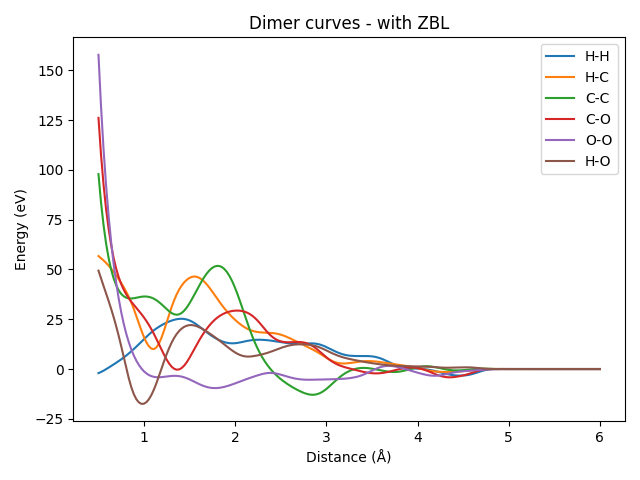 Dimer curves - with ZBL
H-H
H-C
C-C
C-O
O-O
H-O
Energy (eV)
150
125
100
75
50
25
0
−25
1
2
3
4
5
6
Distance (Å)